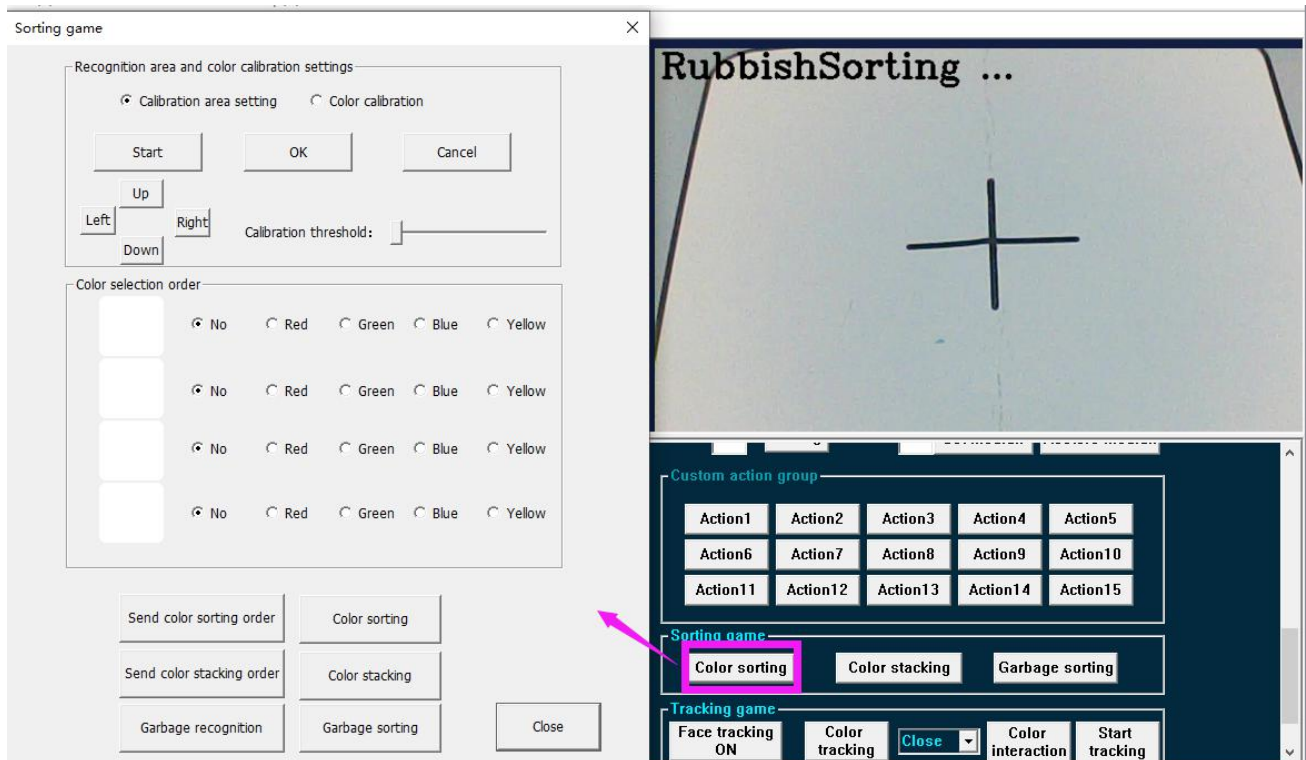 Sorting game
Recognition area and color calibration settings
Calibration area setting Color calibration
Start OK Cancel
Up
Left Right
Calibration threshold:
Down
Color selection order
No Red Green Blue Yellow
No Red Green Blue Yellow
No Red Green Blue Yellow
No Red Green Blue Yellow
Send color sorting order Color sorting
Send color stacking order Color stacking
Garbage recognition Garbage sorting Close
RubbishSorting ...
Custom action group
Action1 Action2 Action3 Action4 Action5
Action6 Action7 Action8 Action9 Action10
Action11 Action12 Action13 Action14 Action15
Sorting game
Color sorting Color stacking Garbage sorting
Tracking game
Face tracking ON Color tracking Close Color interaction Start tracking